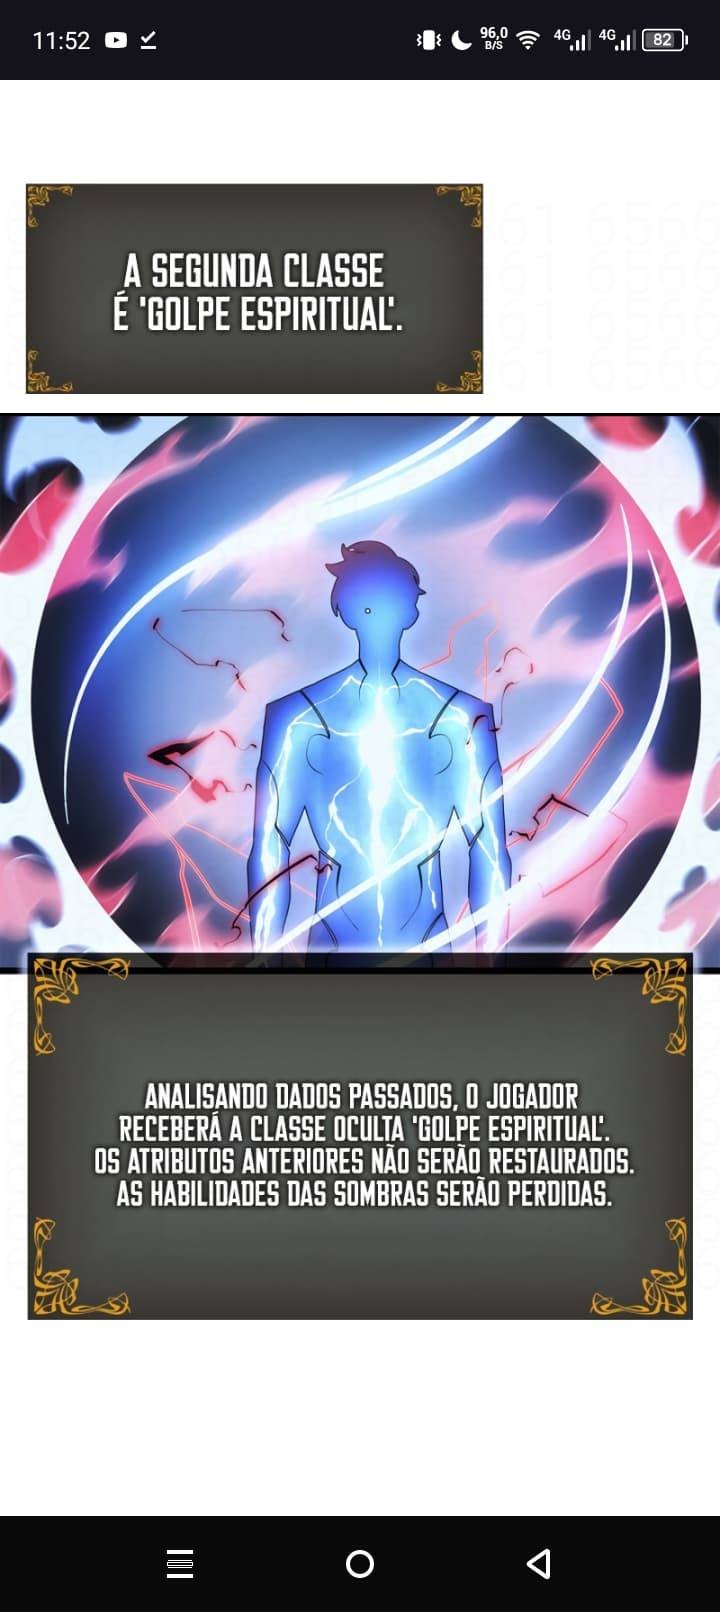 11:52
96,0
B/S
4G
4G
82
A SEGUNDA CLASSE
É 'GOLPE ESPIRITUAL'.
ANALISANDO DADOS PASSADOS, O JOGADOR
RECEBERÁ A CLASSE OCULTA 'GOLPE ESPIRITUAL'.
OS ATRIBUTOS ANTERIORES NÃO SERÃO RESTAURADOS.
AS HABILIDADES DAS SOMBRAS SERÃO PERDIDAS.